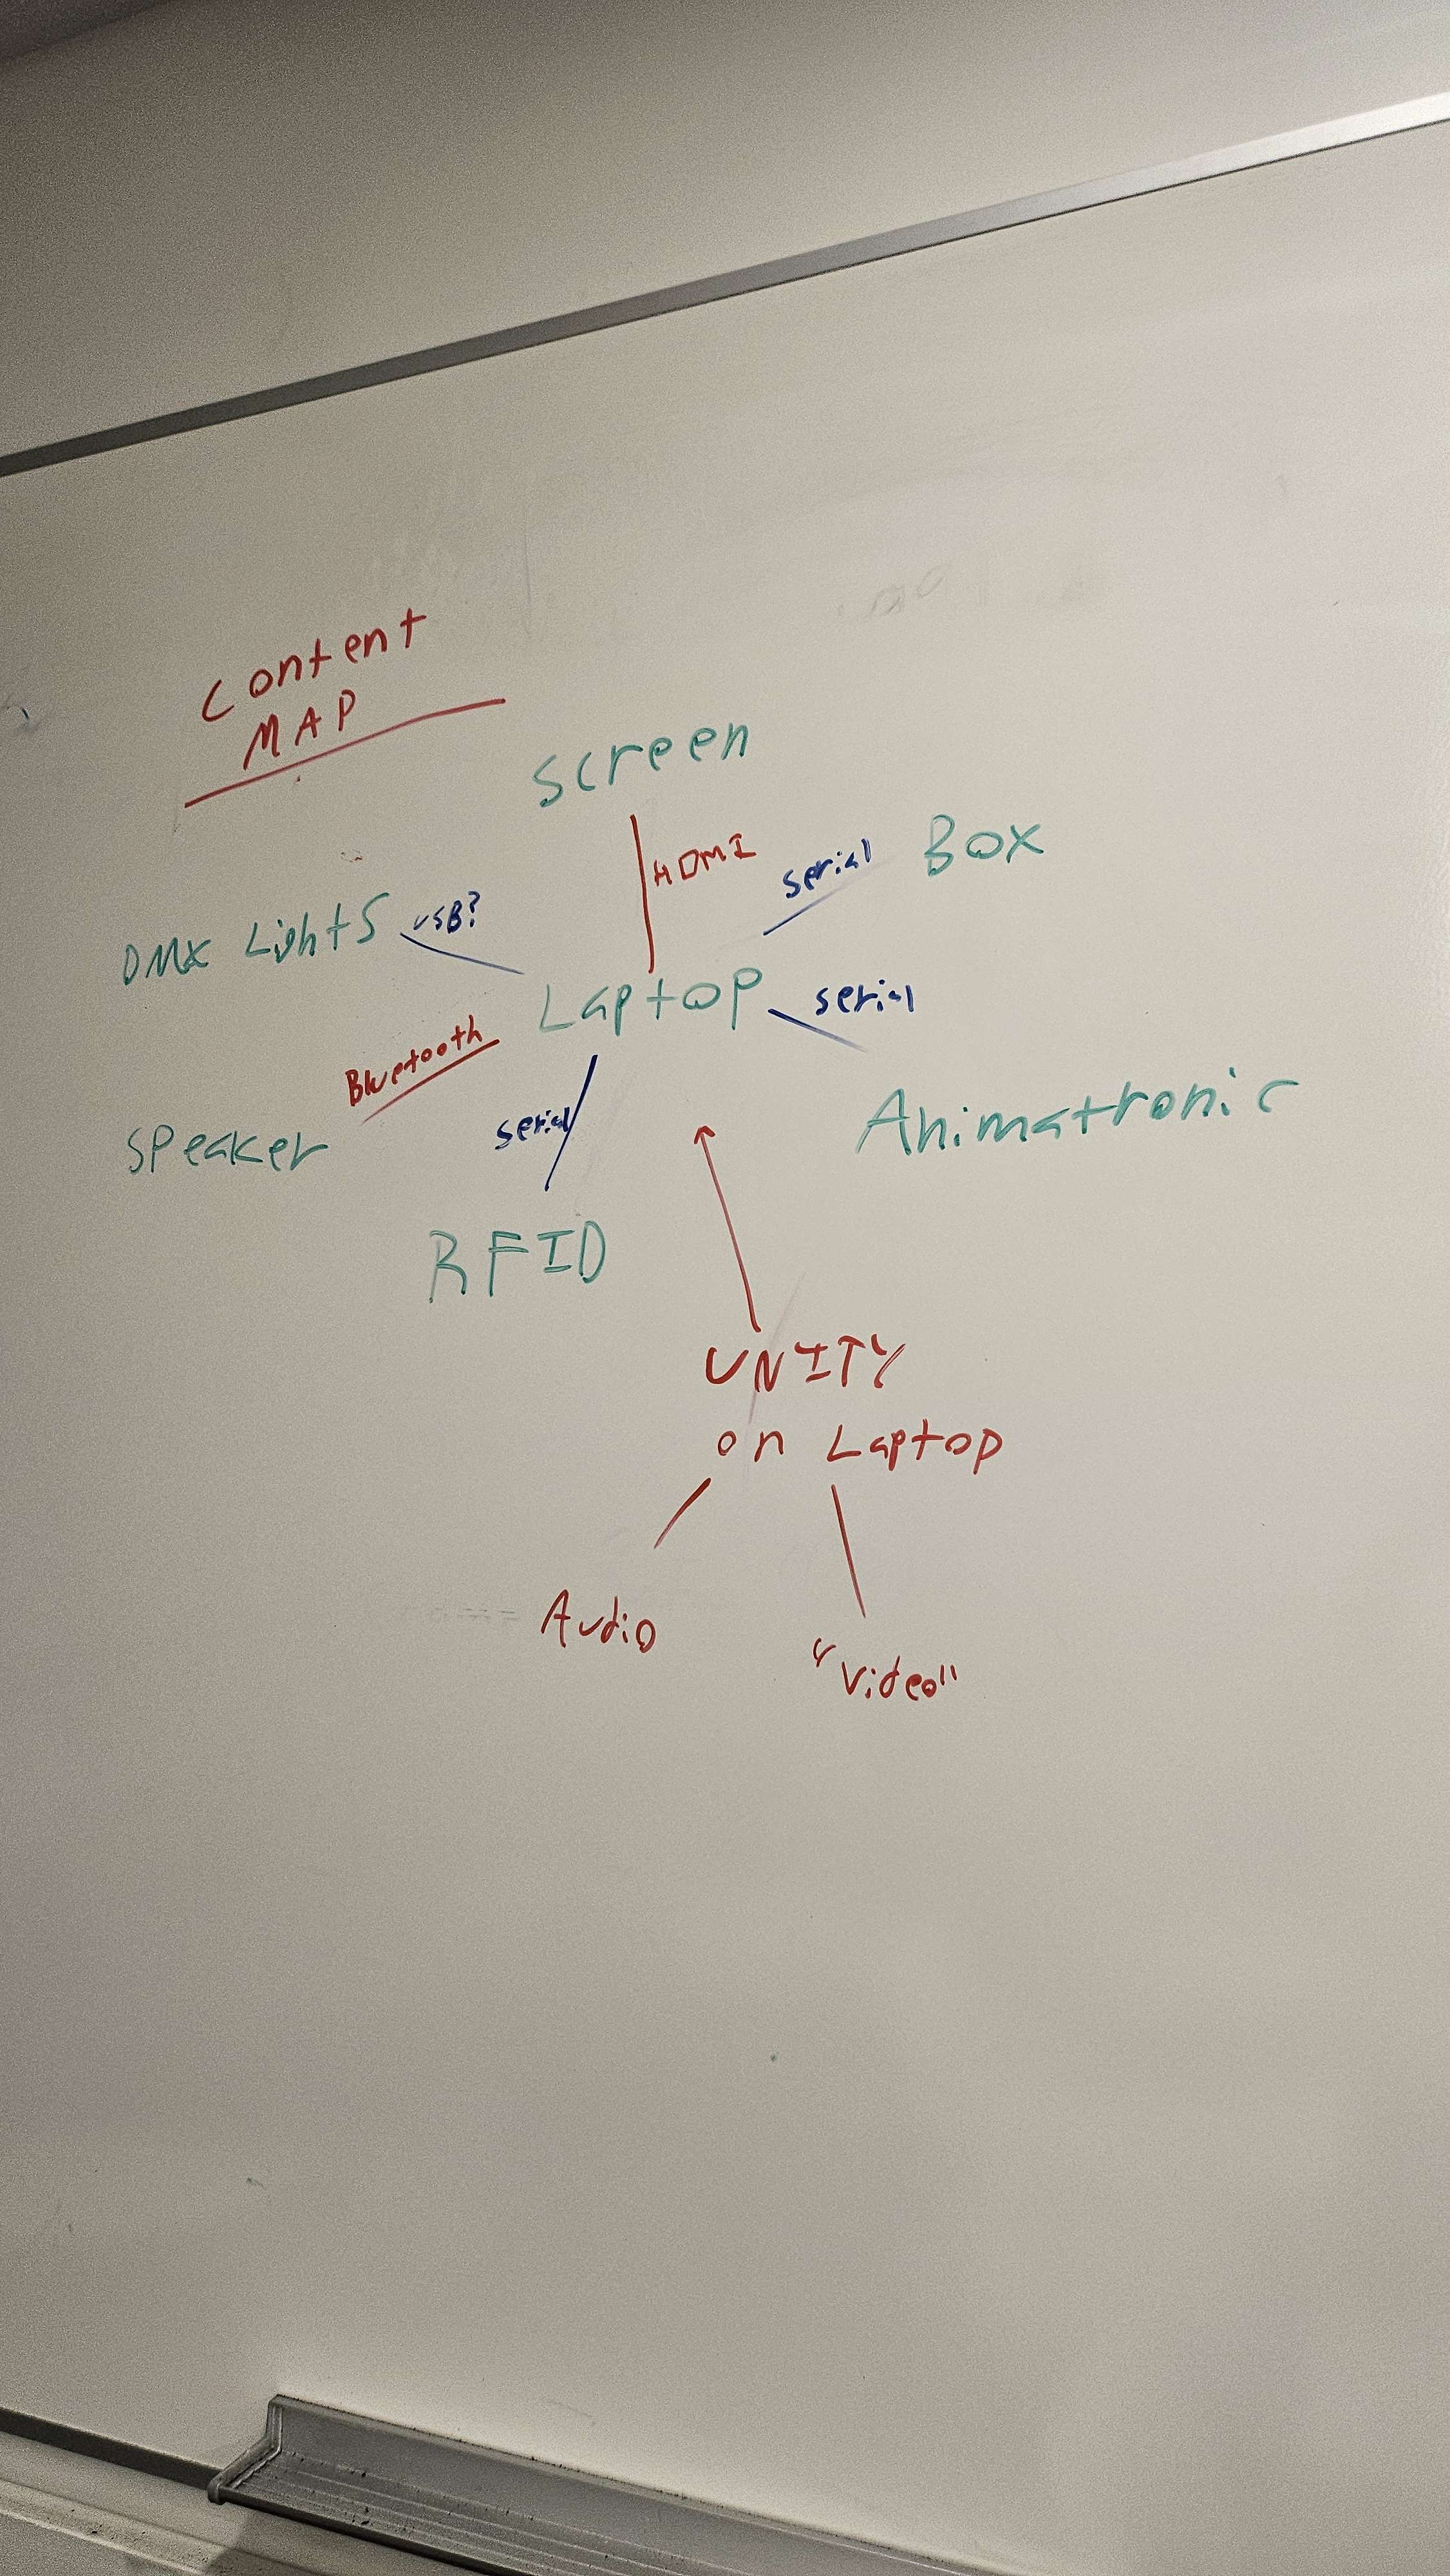 Content
MAP
Screen
HDMI
serial
BOX
DMX Lights
USB?
Laptop
serial
Bluetooth
Speaker
serial
Animatronic
RFID
UNITY
on Laptop
Audio
"Video"